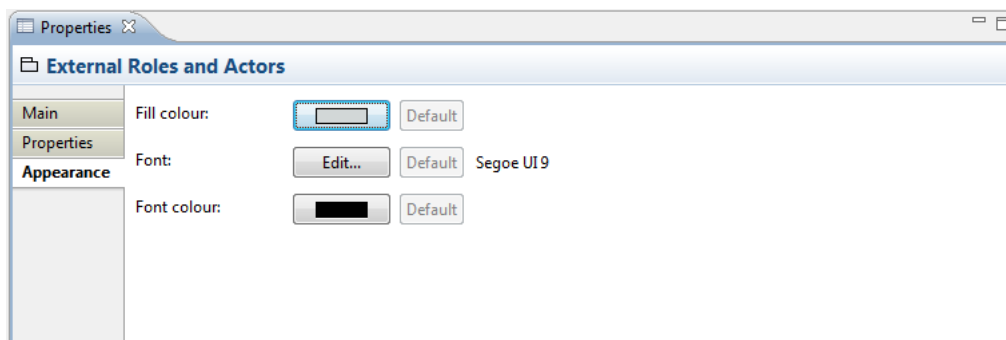 Properties
External Roles and Actors
Main
Properties
Appearance
Fill colour: Default
Font: Edit... Default Segoe UI 9
Font colour: Default